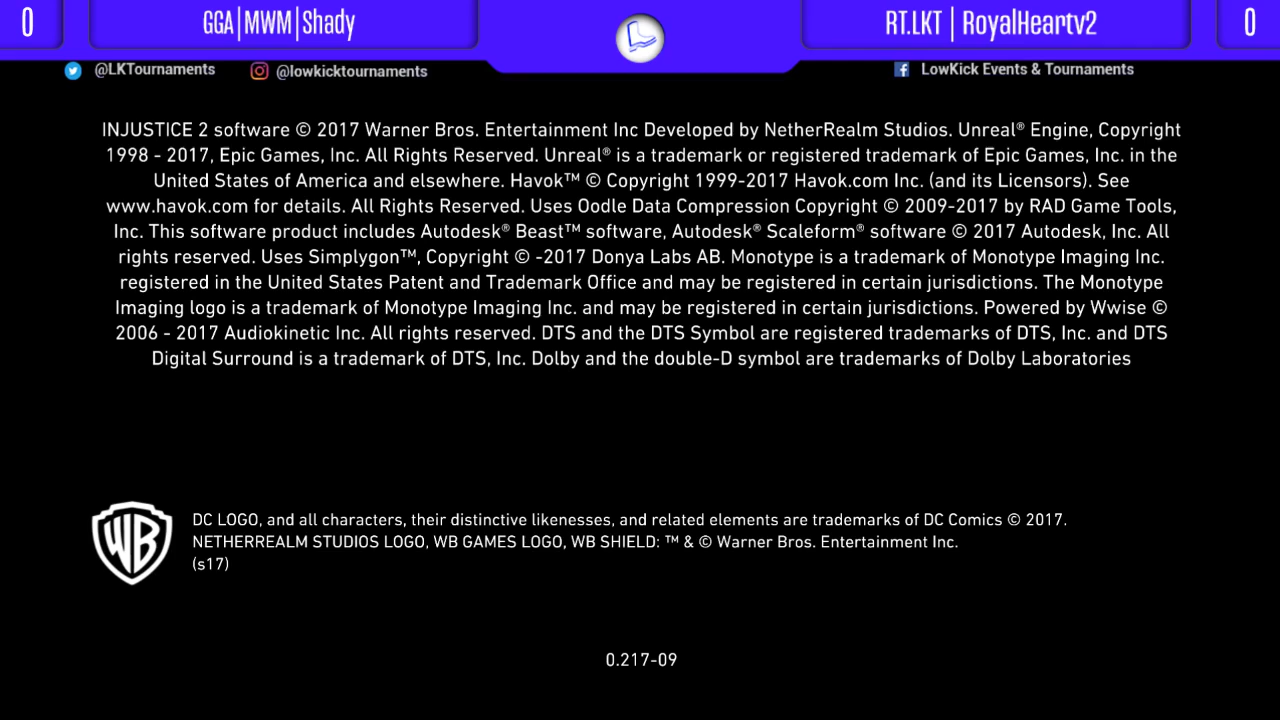 0
GGA|MWM|Shady
RT.LKT | RoyalHeartv2
0
@LKTournaments
@lowkicktournaments
LowKick Events & Tournaments
INJUSTICE 2 software © 2017 Warner Bros. Entertainment Inc Developed by NetherRealm Studios. Unreal® Engine, Copyright
1998 - 2017, Epic Games, Inc. All Rights Reserved. Unreal® is a trademark or registered trademark of Epic Games, Inc. in the
United States of America and elsewhere. Havok™ © Copyright 1999-2017 Havok.com Inc. (and its Licensors). See
www.havok.com for details. All Rights Reserved. Uses Oodle Data Compression Copyright © 2009-2017 by RAD Game Tools,
Inc. This software product includes Autodesk® Beast™ software, Autodesk® Scaleform® software © 2017 Autodesk, Inc. All
rights reserved. Uses Simplygon™, Copyright © -2017 Donya Labs AB. Monotype is a trademark of Monotype Imaging Inc.
registered in the United States Patent and Trademark Office and may be registered in certain jurisdictions. The Monotype
Imaging logo is a trademark of Monotype Imaging Inc. and may be registered in certain jurisdictions. Powered by Wwise ©
2006 - 2017 Audiokinetic Inc. All rights reserved. DTS and the DTS Symbol are registered trademarks of DTS, Inc. and DTS
Digital Surround is a trademark of DTS, Inc. Dolby and the double-D symbol are trademarks of Dolby Laboratories
WB
DC LOGO, and all characters, their distinctive likenesses, and related elements are trademarks of DC Comics © 2017.
NETHERREALM STUDIOS LOGO, WB GAMES LOGO, WB SHIELD: ™ & © Warner Bros. Entertainment Inc.
(s17)
0.217-09